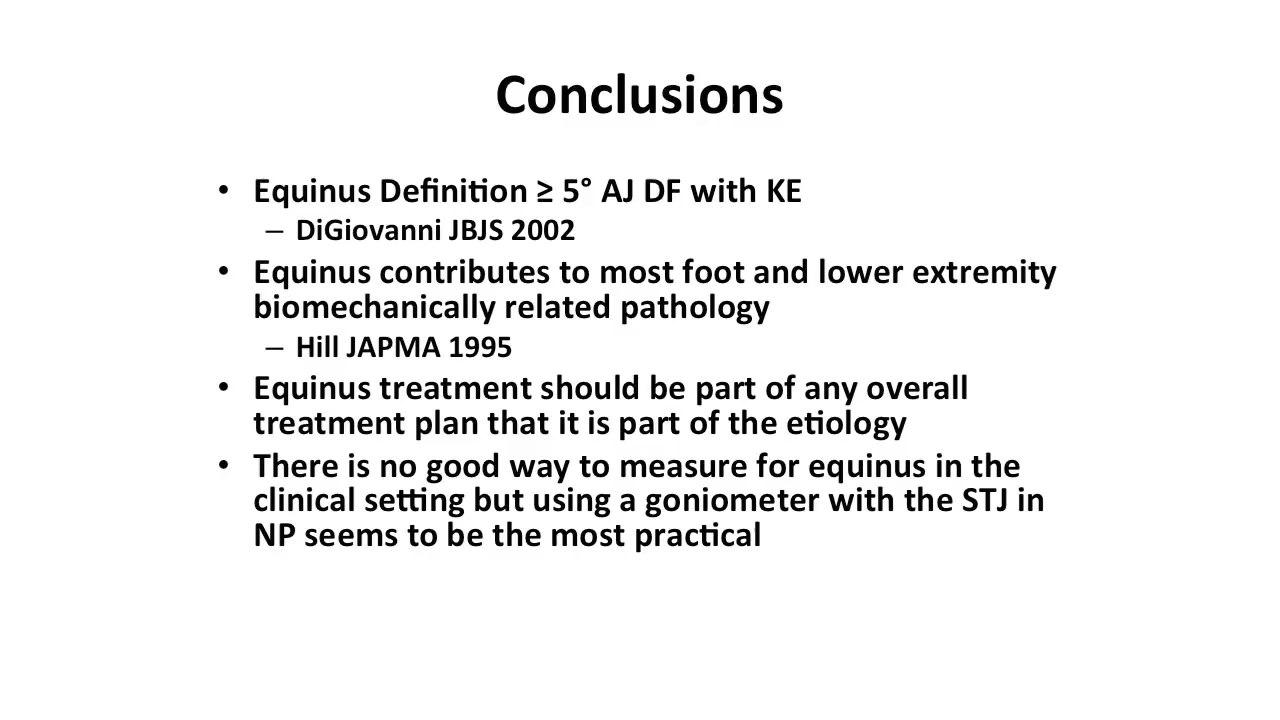 Conclusions
• Equinus Definition ≥ 5° AJ DF with KE
– DiGiovanni JBJS 2002
• Equinus contributes to most foot and lower extremity
biomechanically related pathology
– Hill JAPMA 1995
• Equinus treatment should be part of any overall
treatment plan that it is part of the etiology
• There is no good way to measure for equinus in the
clinical setting but using a goniometer with the STJ in
NP seems to be the most practical